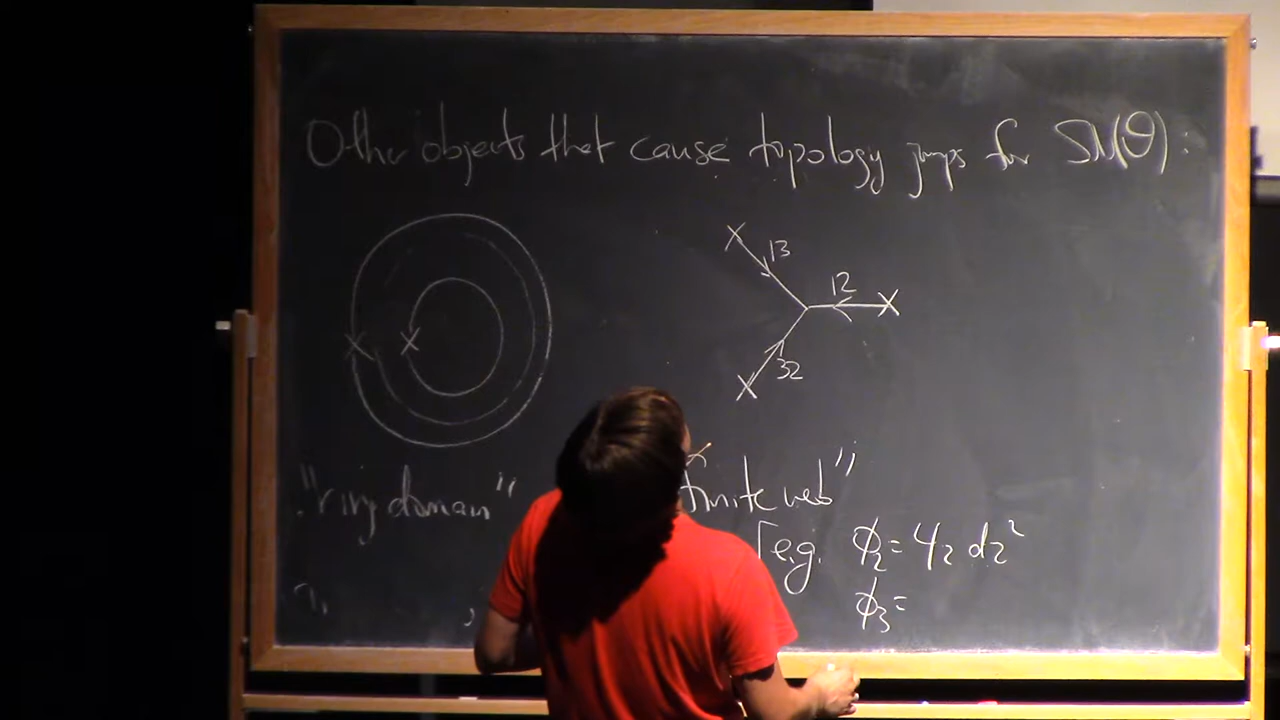 Other objects that cause topology jumps for SN(ϑ):
13
12
32
"ring domain"
finite web"
[e.g. ϕ₂ = 4z dz²
ϕ₃ =